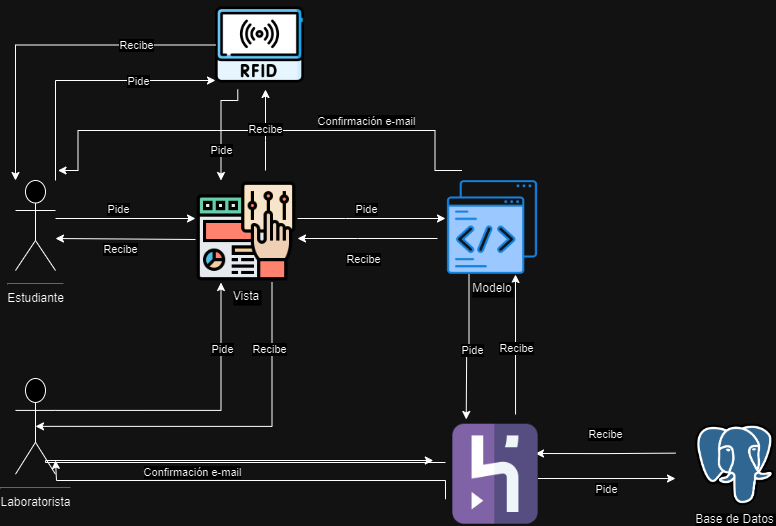 Recibe
RFID
Pide
Confirmación e-mail
Recibe
Pide
Pide
Pide
Recibe
Recibe
Modelo
Vista
Estudiante
Pide
Recibe
Pide
Recibe
Recibe
Confirmación e-mail
Pide
Laboratorista
Base de Datos